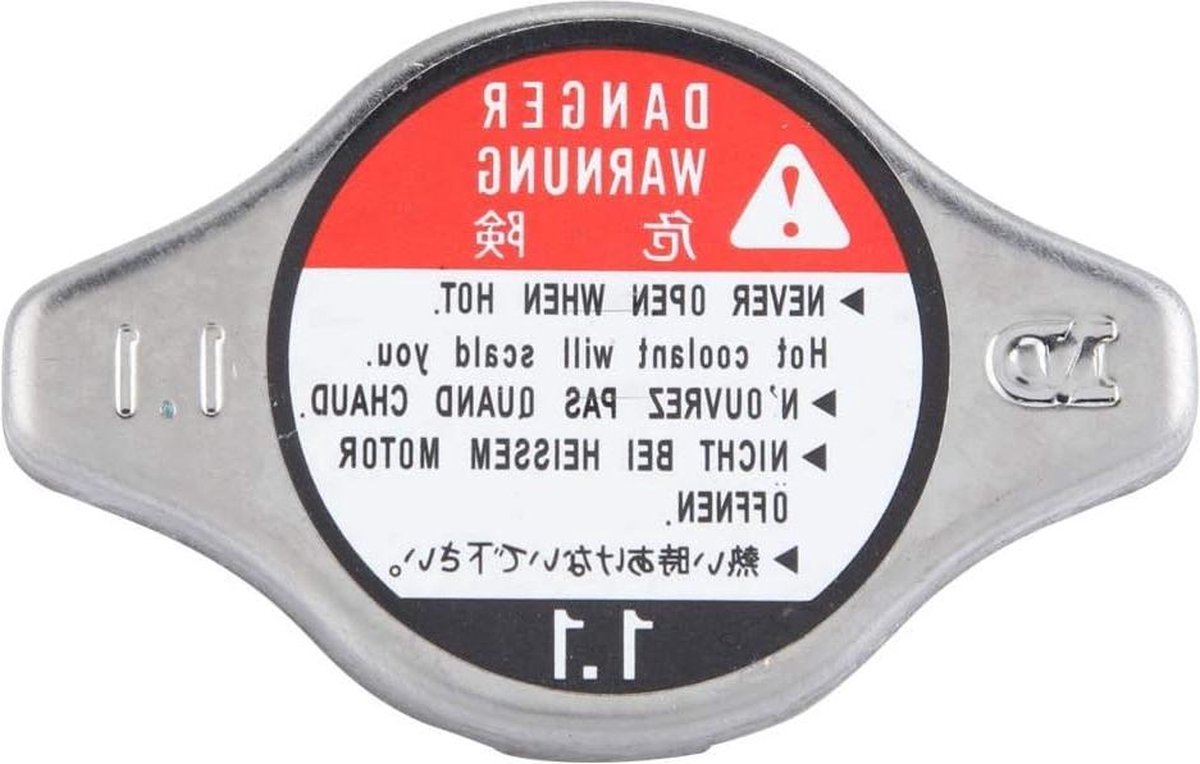 DANGER
WARNUNG
危険
▶ NEVER OPEN WHEN HOT.
Hot coolant will scald you.
▶ N'OUVREZ PAS QUAND CHAUD.
▶ NICHT BEI HEISSEM MOTOR
ÖFFNEN.
▶ 熱い時あけないで下さい。
1.1
1.1